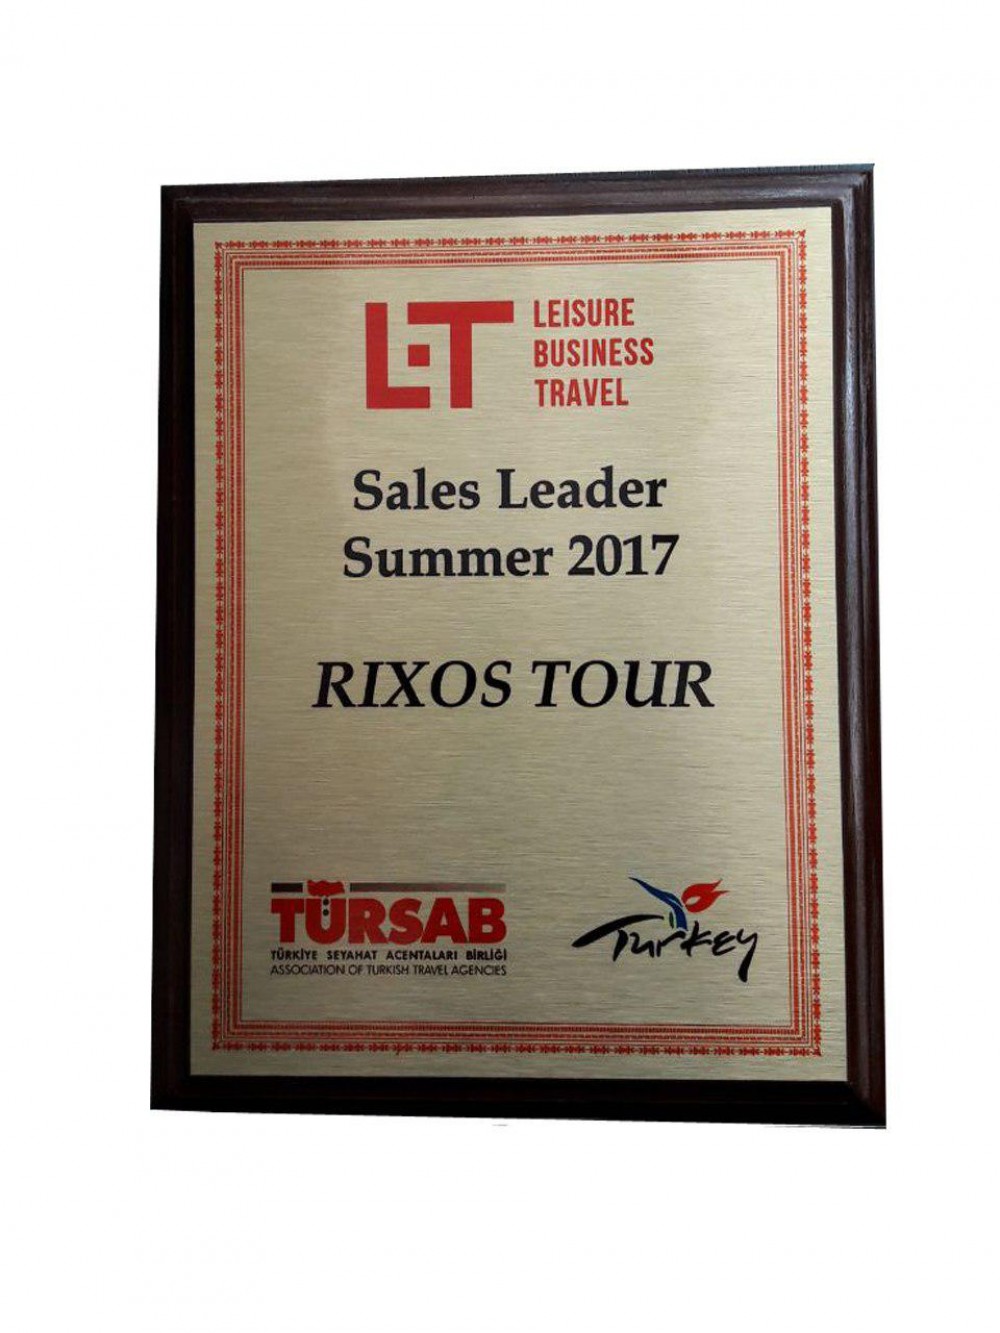 LT
LEISURE
BUSINESS
TRAVEL
Sales Leader
Summer 2017
RIXOS TOUR
TÜRSAB
TÜRKİYE SEYAHAT ACENTALARI BİRLİĞİ
ASSOCIATION OF TURKISH TRAVEL AGENCIES
Turkey